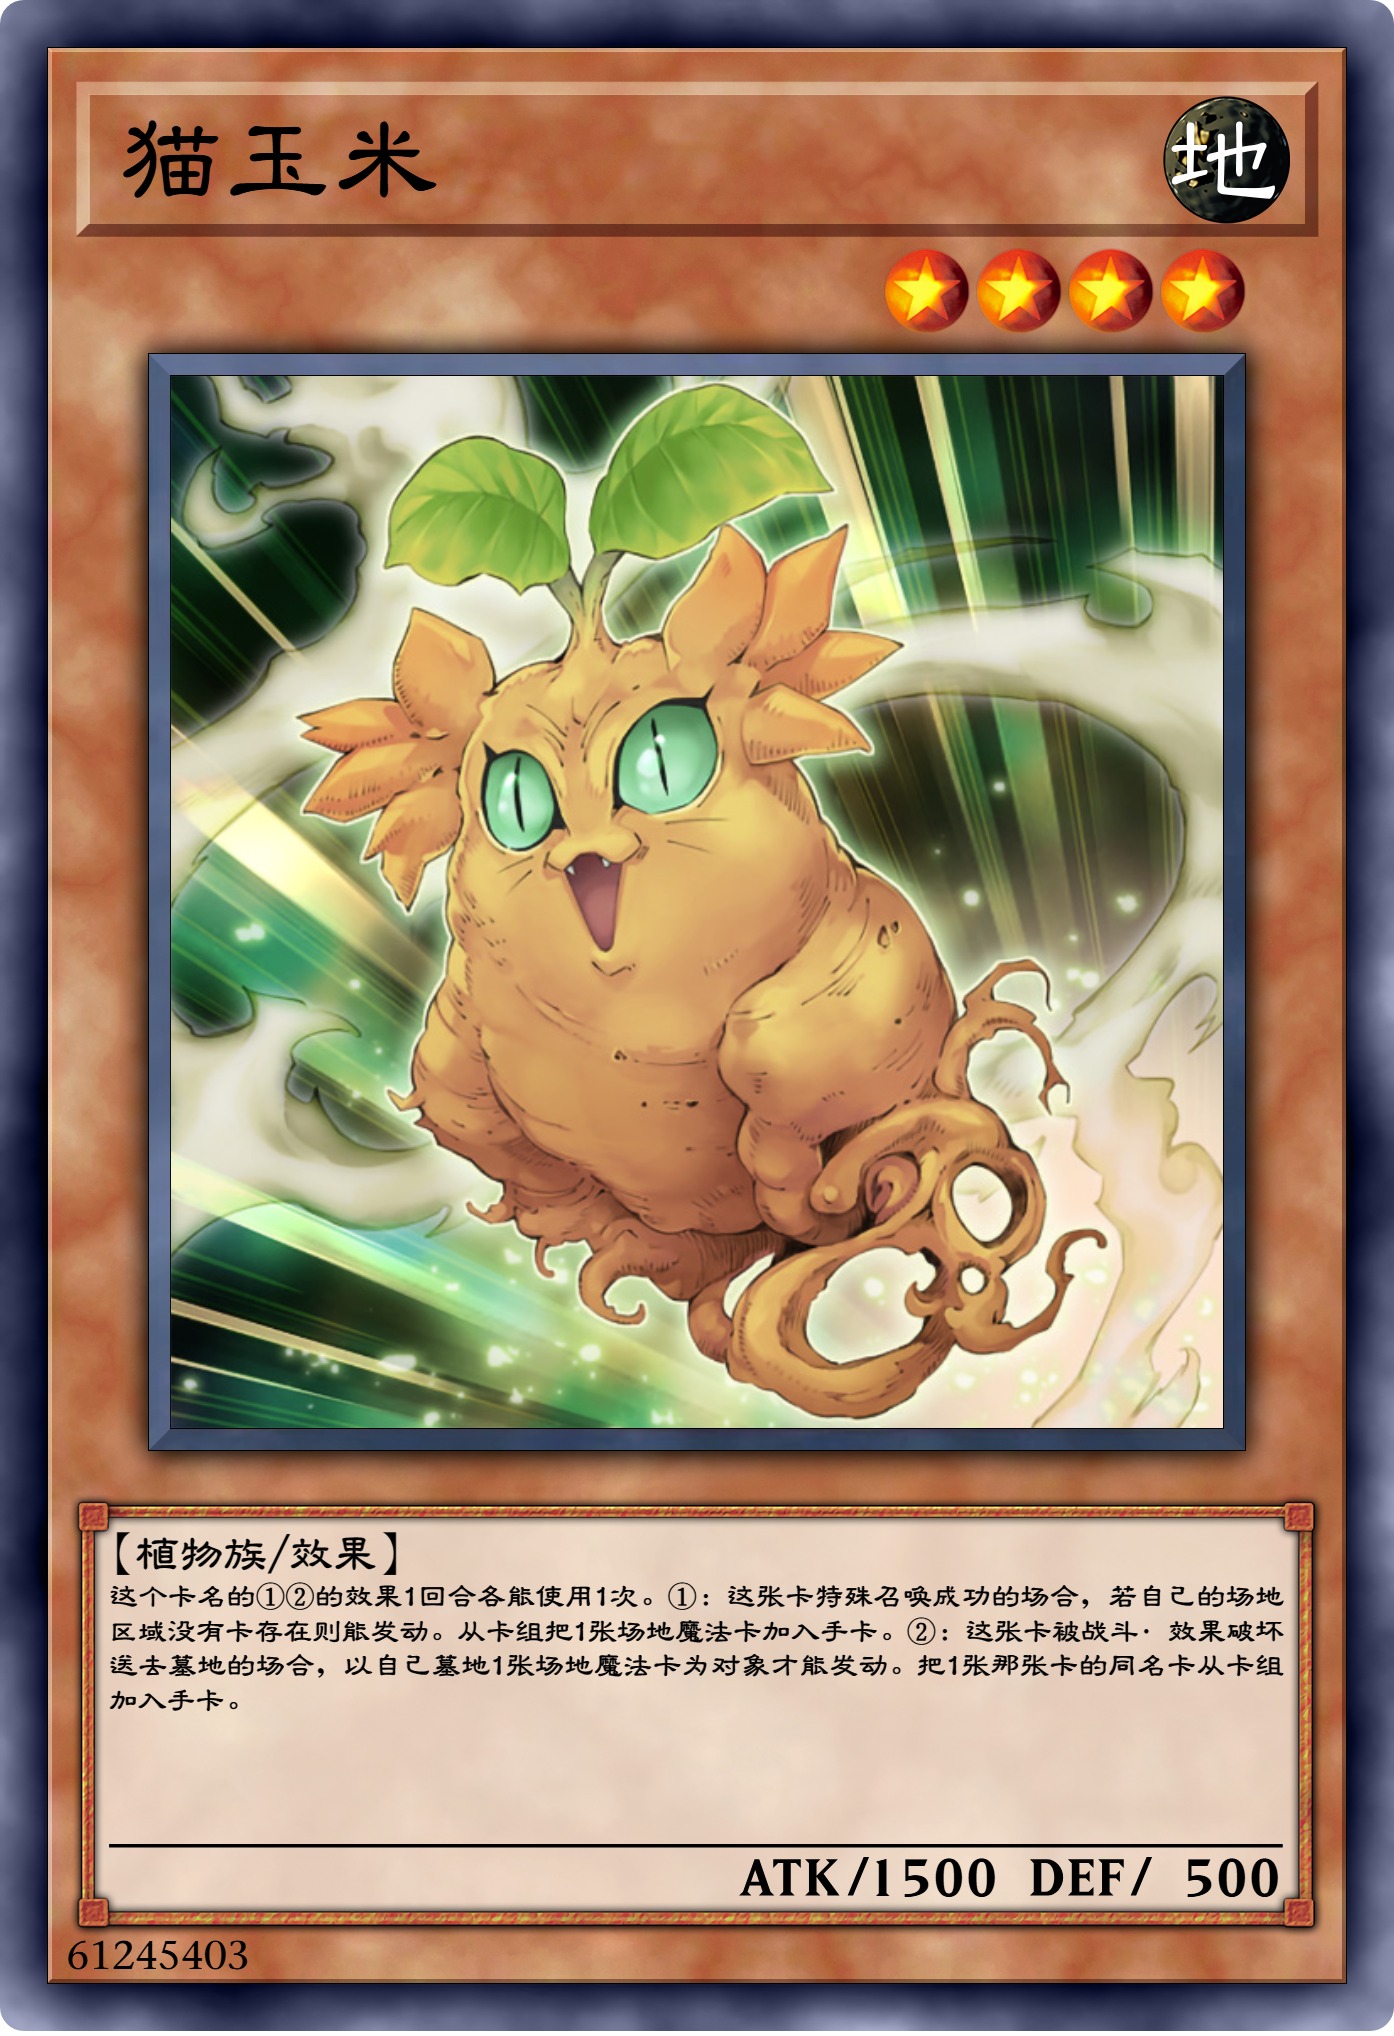 猫玉米
地
【植物族/效果】
这个卡名的①②的效果1回合各能使用1次。①：这张卡特殊召唤成功的场合，若自己的场地
区域没有卡存在则能发动。从卡组把1张场地魔法卡加入手卡。②：这张卡被战斗·效果破坏
送去墓地的场合，以自己墓地1张场地魔法卡为对象才能发动。把1张那张卡的同名卡从卡组
加入手卡。
ATK/1500 DEF/ 500
61245403